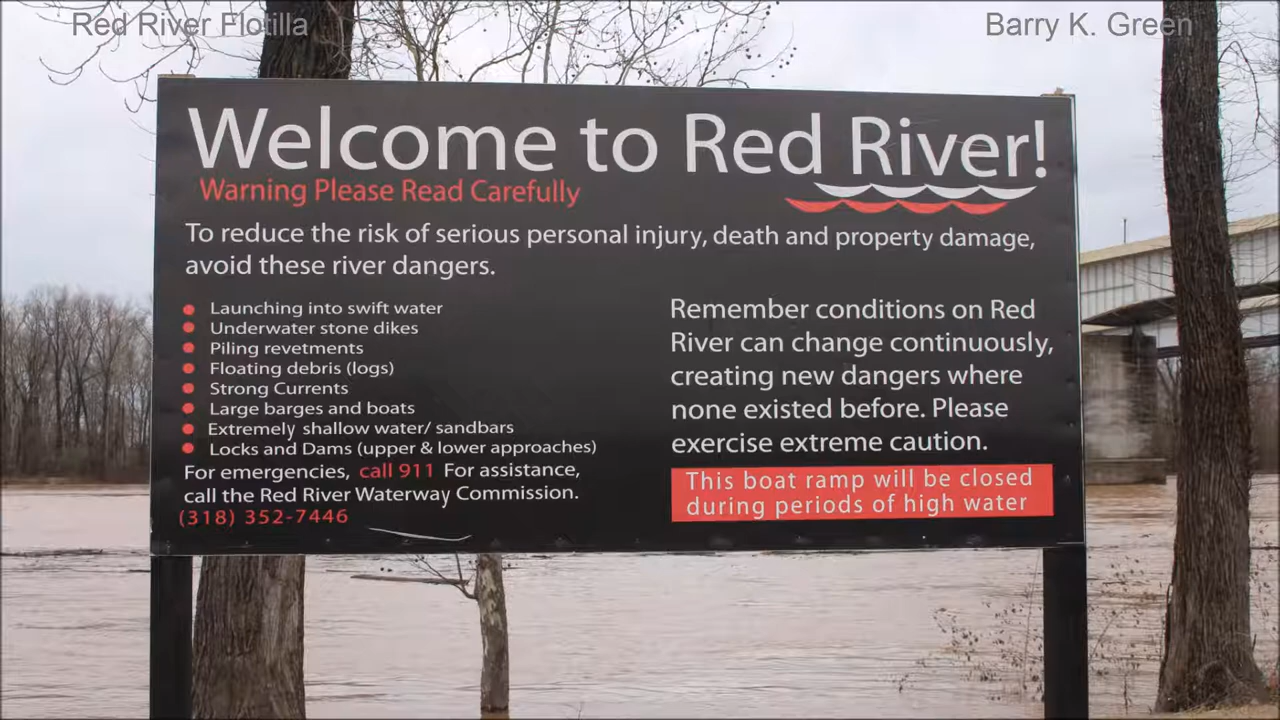 Red River Flotilla
Barry K. Green
Welcome to Red River!
Warning Please Read Carefully
To reduce the risk of serious personal injury, death and property damage,
avoid these river dangers.
Launching into swift water
Underwater stone dikes
Piling revetments
Floating debris (logs)
Strong Currents
Large barges and boats
Extremely shallow water/ sandbars
Locks and Dams (upper & lower approaches)
For emergencies, call 911 For assistance,
call the Red River Waterway Commission.
(318) 352-7446
Remember conditions on Red
River can change continuously,
creating new dangers where
none existed before. Please
exercise extreme caution.
This boat ramp will be closed
during periods of high water